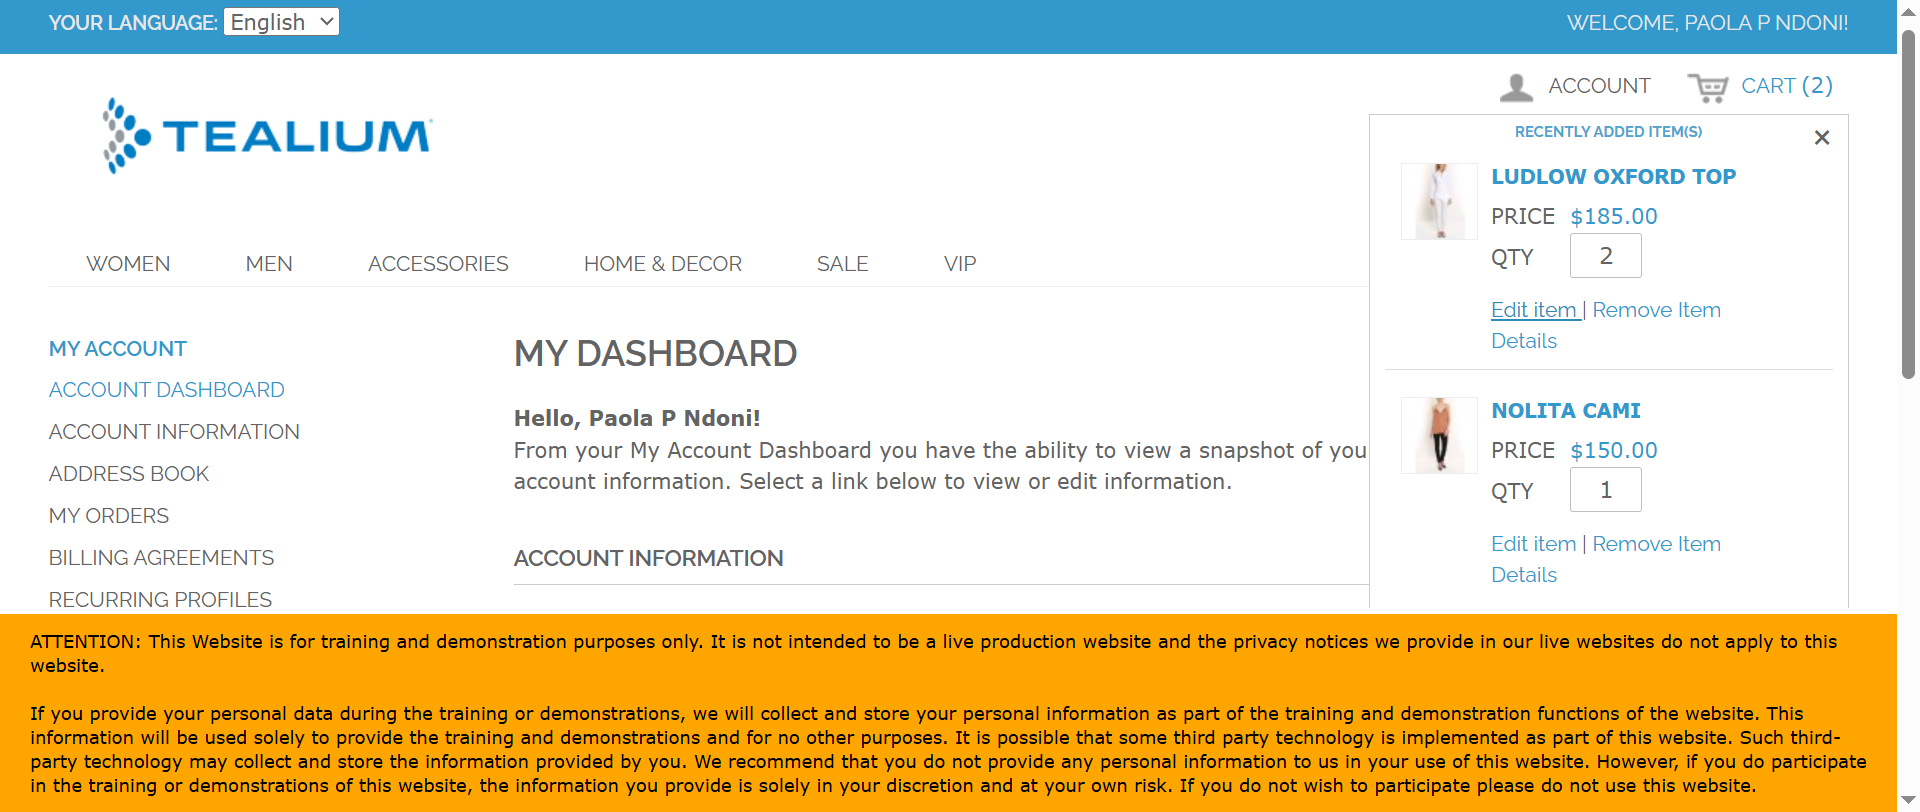 YOUR LANGUAGE: English
WELCOME, PAOLA P NDONI!
ACCOUNT
CART (2)
TEALIUM
RECENTLY ADDED ITEM(S)
×
LUDLOW OXFORD TOP
PRICE $185.00
QTY 2
Edit item | Remove Item
Details
NOLITA CAMI
PRICE $150.00
QTY 1
Edit item | Remove Item
Details
WOMEN
MEN
ACCESSORIES
HOME & DECOR
SALE
VIP
MY ACCOUNT
ACCOUNT DASHBOARD
ACCOUNT INFORMATION
ADDRESS BOOK
MY ORDERS
BILLING AGREEMENTS
RECURRING PROFILES
MY DASHBOARD
Hello, Paola P Ndoni!
From your My Account Dashboard you have the ability to view a snapshot of you
account information. Select a link below to view or edit information.
ACCOUNT INFORMATION
ATTENTION: This Website is for training and demonstration purposes only. It is not intended to be a live production website and the privacy notices we provide in our live websites do not apply to this
website.
If you provide your personal data during the training or demonstrations, we will collect and store your personal information as part of the training and demonstration functions of the website. This
information will be used solely to provide the training and demonstrations and for no other purposes. It is possible that some third party technology is implemented as part of this website. Such third-
party technology may collect and store the information provided by you. We recommend that you do not provide any personal information to us in your use of this website. However, if you do participate
in the training or demonstrations of this website, the information you provide is solely in your discretion and at your own risk. If you do not wish to participate please do not use this website.